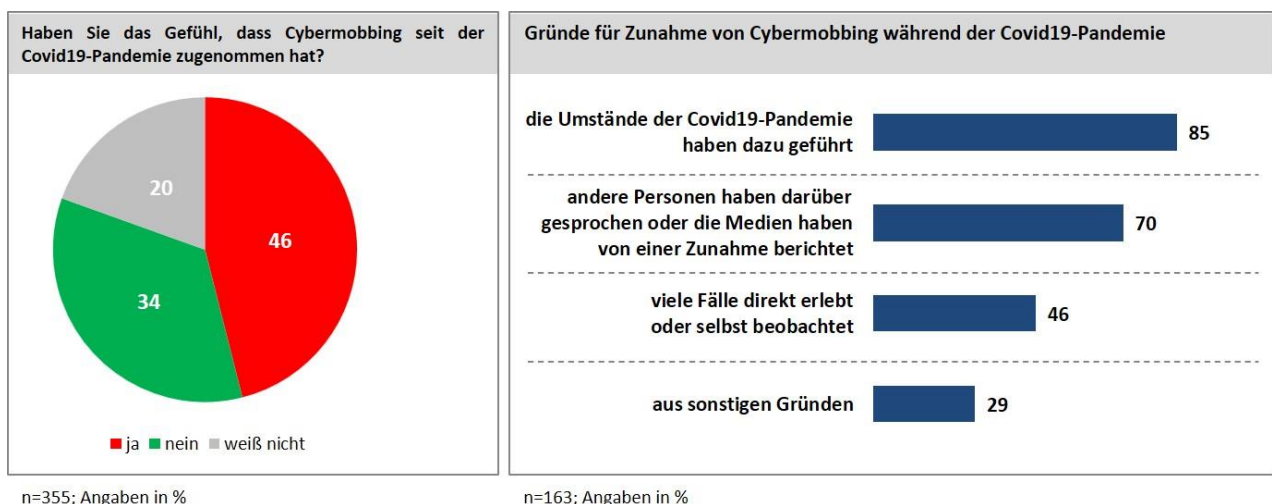 Haben Sie das Gefühl, dass Cybermobbing seit der
Covid19-Pandemie zugenommen hat?
20
46
34
ja nein weiß nicht
n=355; Angaben in %
Gründe für Zunahme von Cybermobbing während der Covid19-Pandemie
die Umstände der Covid19-Pandemie
haben dazu geführt
85
andere Personen haben darüber
gesprochen oder die Medien haben
von einer Zunahme berichtet
70
viele Fälle direkt erlebt
oder selbst beobachtet
46
aus sonstigen Gründen
29
n=163; Angaben in %